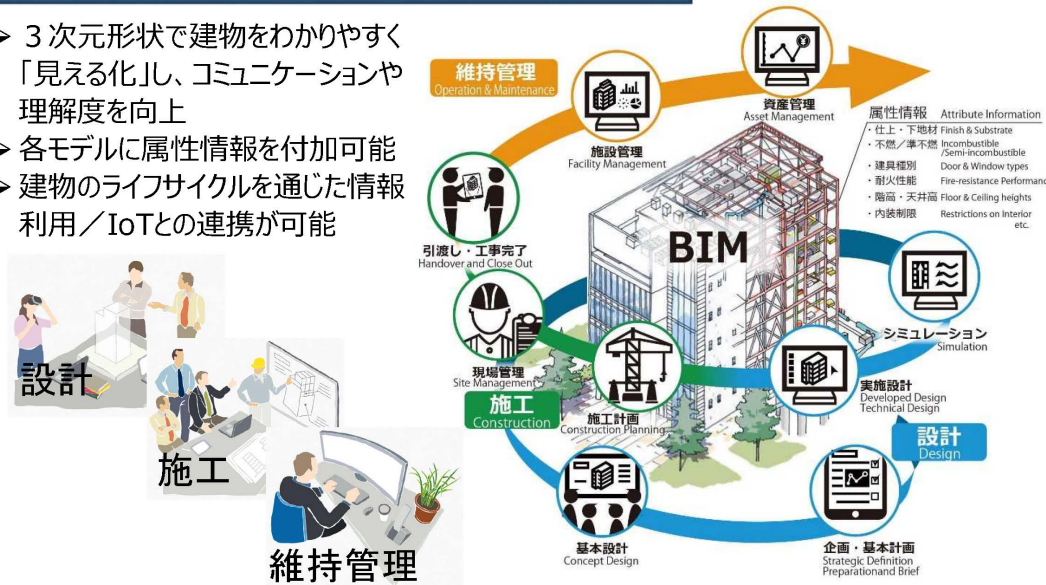 ３次元形状で建物をわかりやすく
「見える化」し、コミュニケーションや
理解度を向上
各モデルに属性情報を付加可能
建物のライフサイクルを通じた情報
利用／IoTとの連携が可能
設計
施工
維持管理
維持管理
Operation & Maintenance
資産管理
Asset Management
施設管理
Facility Management
引渡し・工事完了
Handover and Close Out
現場管理
Site Management
施工
Construction
施工計画
Construction Planning
BIM
属性情報 Attribute Information
・仕上・下地材 Finish & Substrate
・不燃／準不燃 Incombustible
/Semi-incombustible
・建具種別 Door & Window types
・耐火性能 Fire-resistance Performanc
・階高・天井高 Floor & Ceiling heights
・内装制限 Restrictions on Interior
etc.
シミュレーション
Simulation
実施設計
Developed Design
Technical Design
設計
Design
基本設計
Concept Design
企画・基本計画
Strategic Definition
Preparationand Brief